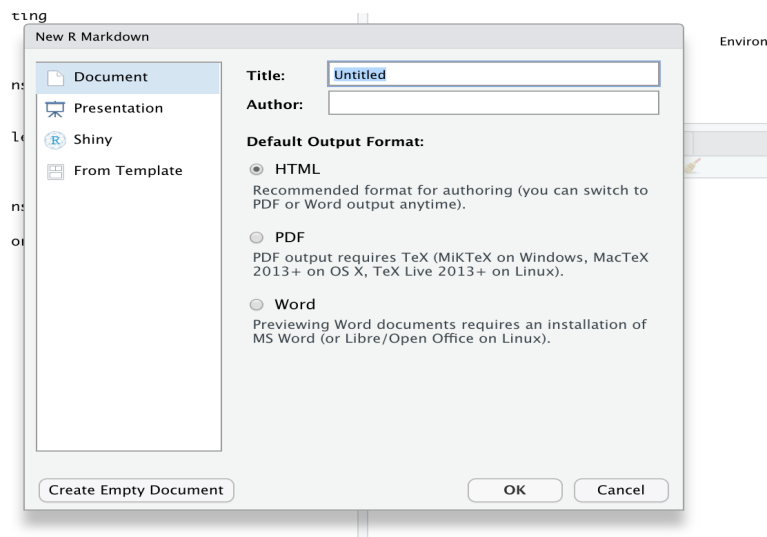 ting
New R Markdown
Environ
Document
Presentation
R Shiny
From Template
Title: Untitled
Author:
Default Output Format:
HTML
Recommended format for authoring (you can switch to
PDF or Word output anytime).
PDF
PDF output requires TeX (MiKTeX on Windows, MacTeX
2013+ on OS X, TeX Live 2013+ on Linux).
Word
Previewing Word documents requires an installation of
MS Word (or Libre/Open Office on Linux).
Create Empty Document
OK
Cancel